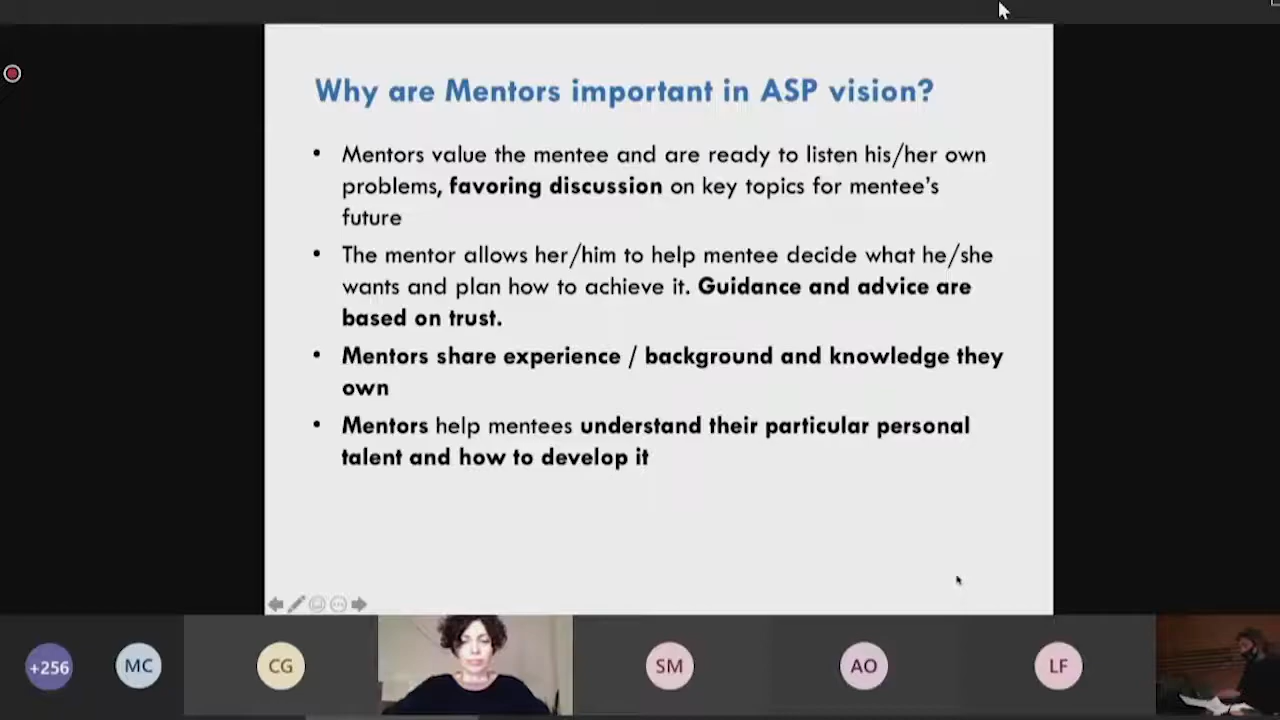 Why are Mentors important in ASP vision?
• Mentors value the mentee and are ready to listen his/her own
problems, favoring discussion on key topics for mentee's
future
• The mentor allows her/him to help mentee decide what he/she
wants and plan how to achieve it. Guidance and advice are
based on trust.
• Mentors share experience / background and knowledge they
own
• Mentors help mentees understand their particular personal
talent and how to develop it
+256
MC
CG
SM
AO
LF